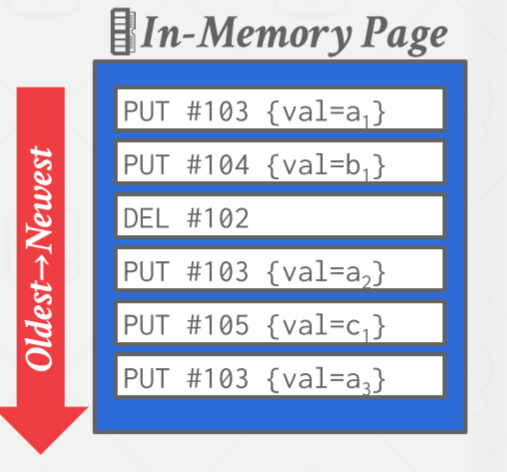 In-Memory Page
PUT #103 {val=a₁}
PUT #104 {val=b₁}
DEL #102
PUT #103 {val=a₂}
PUT #105 {val=c₁}
PUT #103 {val=a₃}
Oldest→Newest